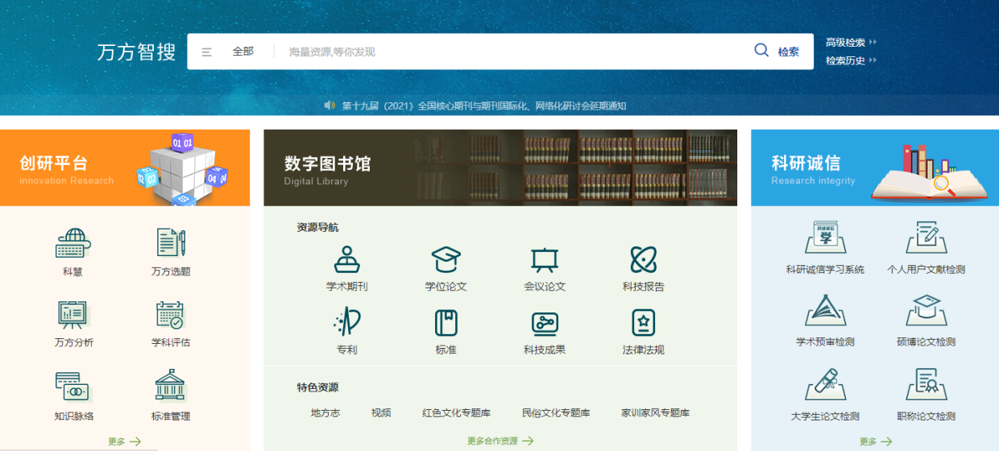 万方智搜
全部
海量资源,等你发现
检索
高级检索
检索历史
第十九届（2021）全国核心期刊与期刊国际化、网络化研讨会延期通知
创研平台
innovation Research
01 01
02
04 04
03
科慧
万方选题
万方分析
学科评估
知识脉络
标准管理
更多
数字图书馆
Digital Library
资源导航
学术期刊
学位论文
会议论文
科技报告
专利
标准
科技成果
法律法规
特色资源
地方志
视频
红色文化专题库
民俗文化专题库
家训家风专题库
更多合作资源
科研诚信
Research integrity
科研诚信
学
科研诚信学习系统
个人用户文献检测
学术预审检测
硕博论文检测
大学生论文检测
职称论文检测
更多